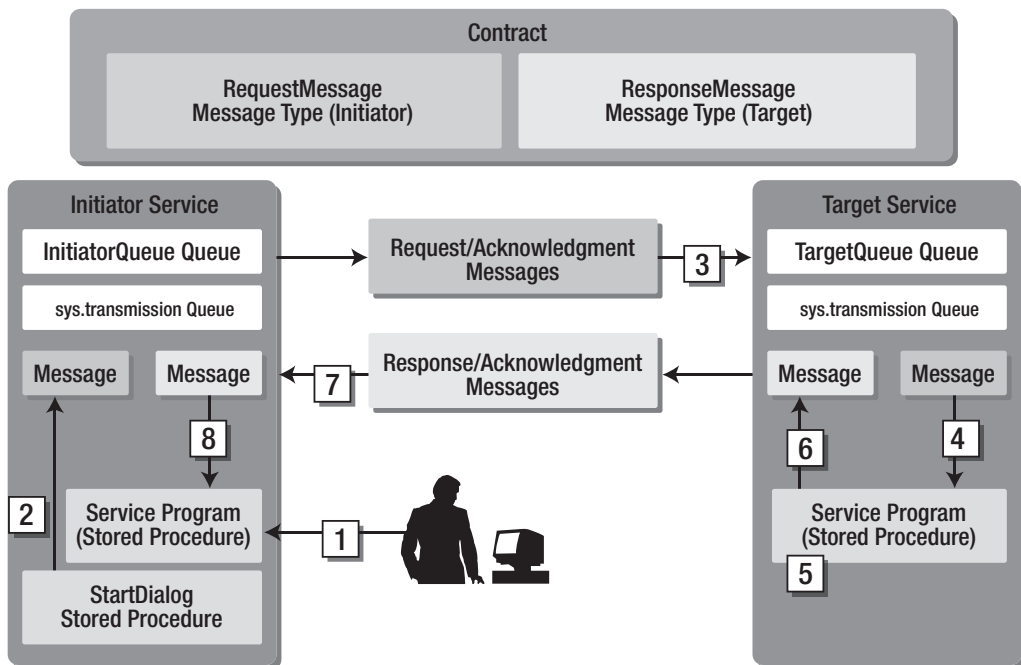 Contract
RequestMessage
Message Type (Initiator)
ResponseMessage
Message Type (Target)
Initiator Service
InitiatorQueue Queue
sys.transmission Queue
Message
Message
8
2
Service Program
(Stored Procedure)
StartDialog
Stored Procedure
Request/Acknowledgment
Messages
3
Response/Acknowledgment
Messages
7
1
Target Service
TargetQueue Queue
sys.transmission Queue
Message
Message
6
4
Service Program
(Stored Procedure)
5